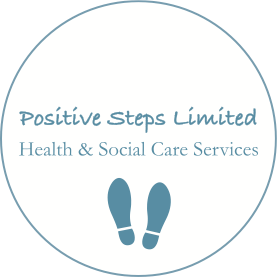 Positive Steps Limited
Health & Social Care Services